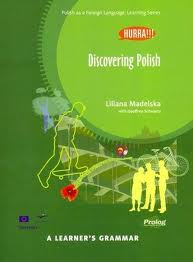 Polish as a Foreign Language: Learning Series
HURRA!!!
Discovering Polish
Liliana Madelska
with Geoffrey Schwartz
Prolog
A LEARNER'S GRAMMAR